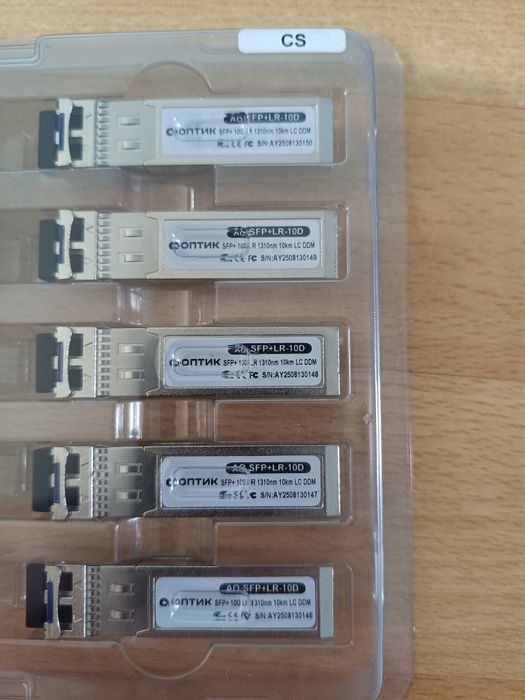 CS
AO-SFP+LR-10D
ОПТИК SFP+ 10G LR 1310nm 10km LC DDM
CE FC S/N:AY2508130150
AO-SFP+LR-10D
ОПТИК SFP+ 10G LR 1310nm 10km LC DDM
CE FC S/N:AY2508130149
AO-SFP+LR-10D
ОПТИК SFP+ 10G LR 1310nm 10km LC DDM
CE FC S/N:AY2508130148
AO-SFP+LR-10D
ОПТИК SFP+ 10G LR 1310nm 10km LC DDM
CE FC S/N:AY2508130147
AO-SFP+LR-10D
ОПТИК SFP+ 10G LR 1310nm 10km LC DDM
CE FC S/N:AY2508130146